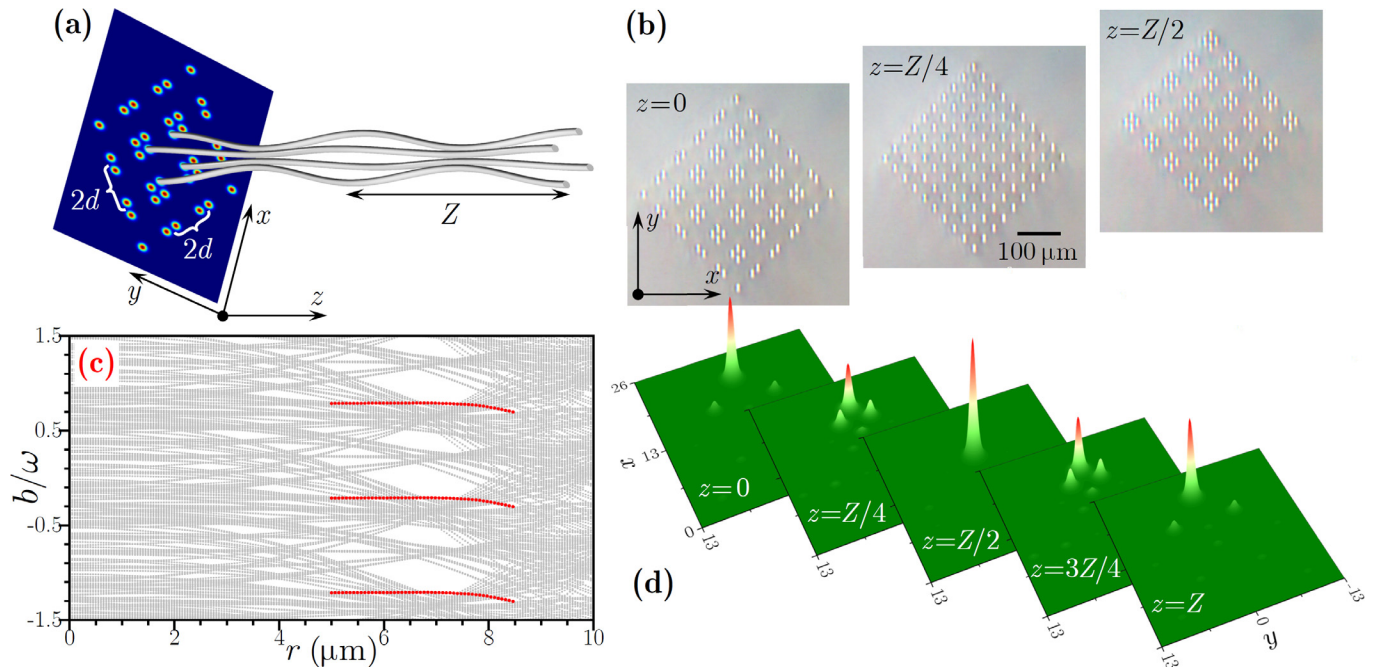 (a)
2d
2d
Z
x
y
z
(b)
z=0
z=Z/4
z=Z/2
y
x
100 μm
(c)
1.5
0.5
-0.5
-1.5
b/ω
0
2
4
6
8
10
r (μm)
(d)
26
13
0
x
13
13
13
13
13
0
-13
y
z=0
z=Z/4
z=Z/2
z=3Z/4
z=Z